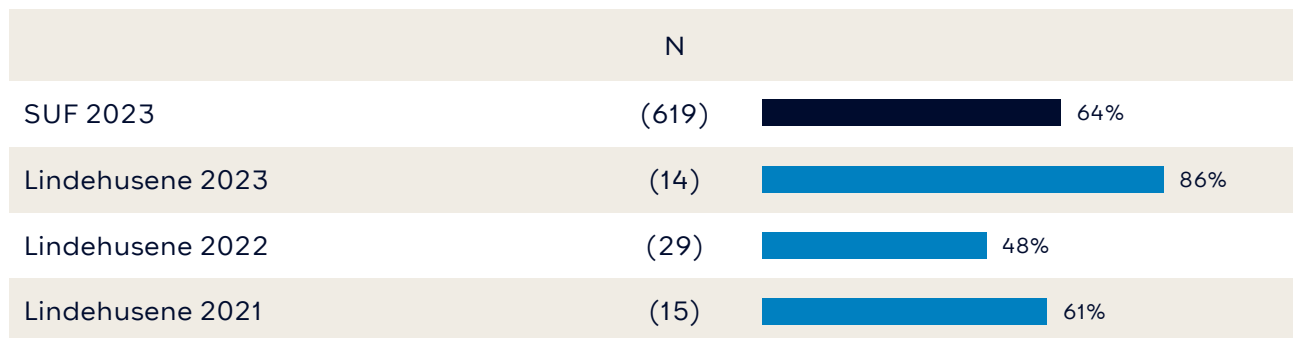 N
SUF 2023 (619) 64%
Lindehusene 2023 (14) 86%
Lindehusene 2022 (29) 48%
Lindehusene 2021 (15) 61%